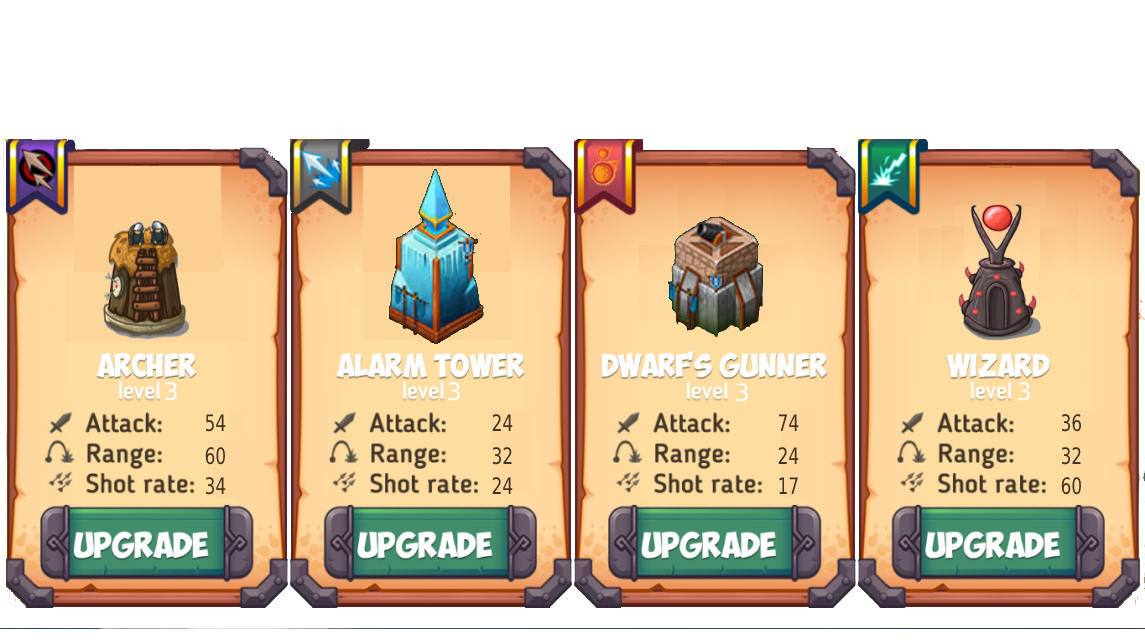 ARCHER
level 3
Attack: 54
Range: 60
Shot rate: 34
UPGRADE
ALARM TOWER
level 3
Attack: 24
Range: 32
Shot rate: 24
UPGRADE
DWARF'S GUNNER
level 3
Attack: 74
Range: 24
Shot rate: 17
UPGRADE
WIZARD
level 3
Attack: 36
Range: 32
Shot rate: 60
UPGRADE